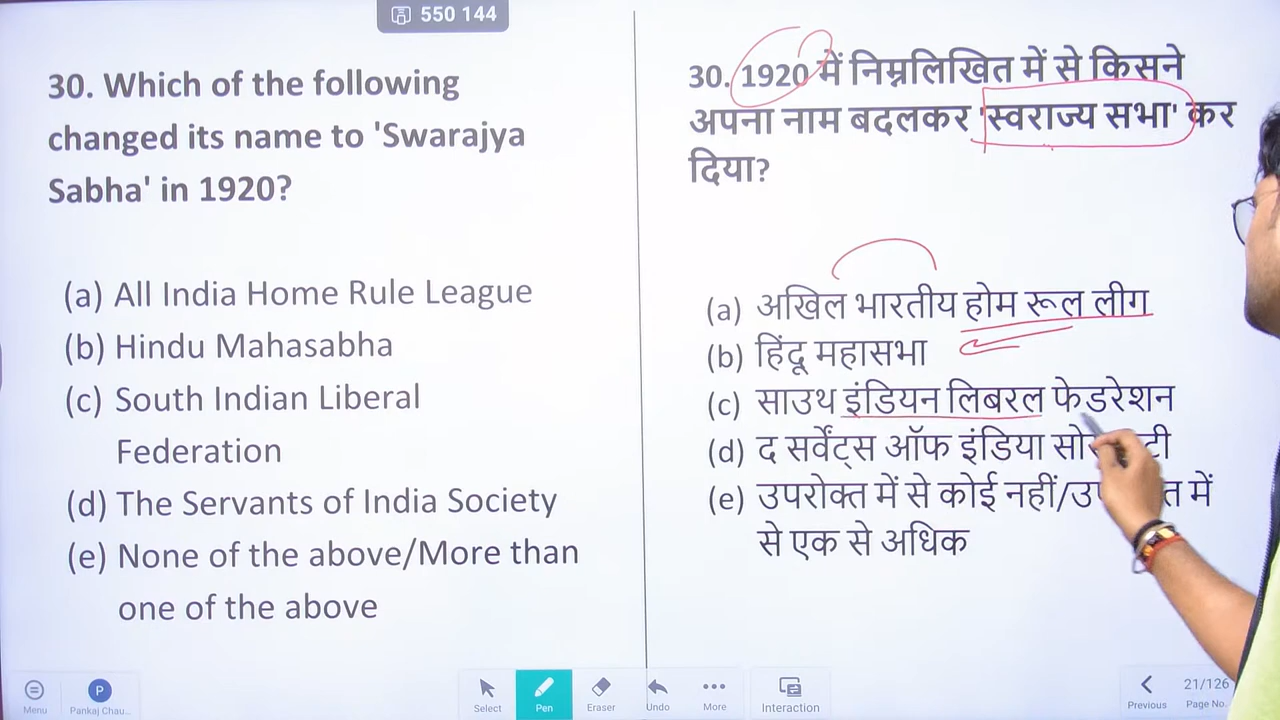 550 144
30. Which of the following
changed its name to 'Swarajya
Sabha' in 1920?
(a) All India Home Rule League
(b) Hindu Mahasabha
(c) South Indian Liberal
Federation
(d) The Servants of India Society
(e) None of the above/More than
one of the above
30. 1920 में निम्नलिखित में से किसने
अपना नाम बदलकर 'स्वराज्य सभा' कर
दिया?
(a) अखिल भारतीय होम रूल लीग
(b) हिंदू महासभा
(c) साउथ इंडियन लिबरल फेडरेशन
(d) द सर्वेंट्स ऑफ इंडिया
(e) उपरोक्त में से कोई नहीं/ में
से एक से अधिक
Menu
P
Pankaj Chau...
Select
Pen
Eraser
Undo
More
Interaction
Previous
21/126
Page No.